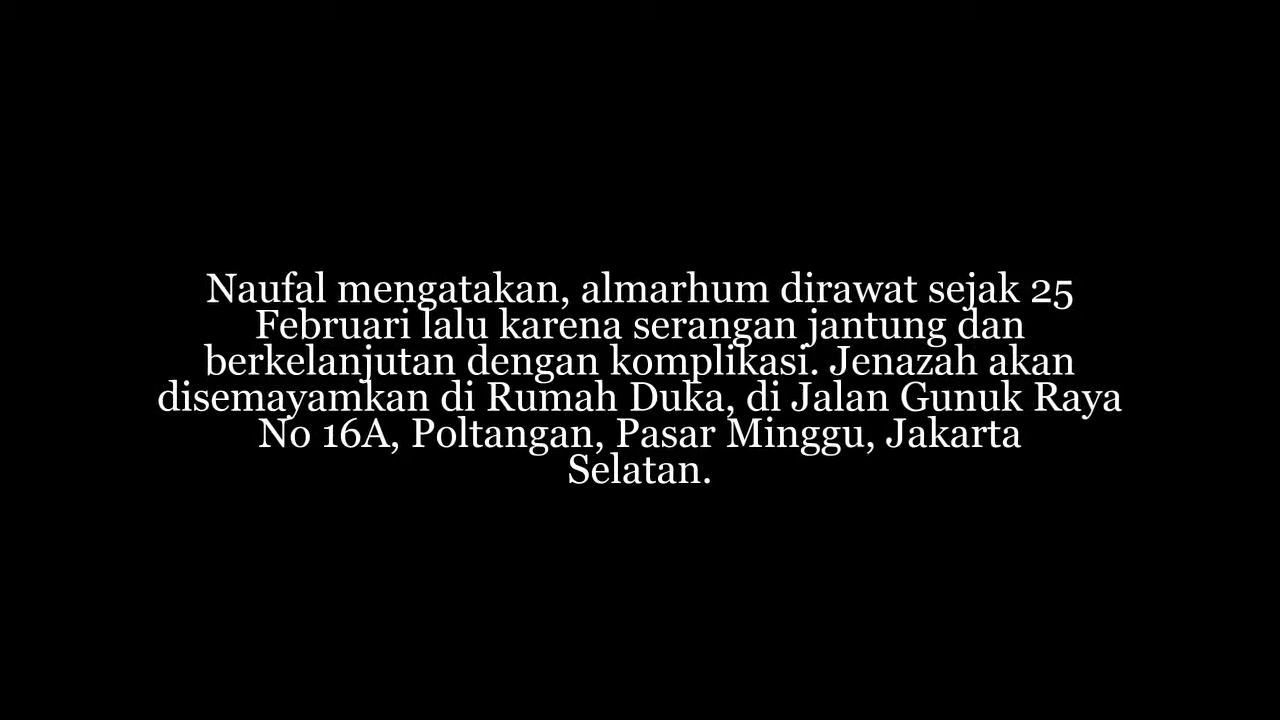 Naufal mengatakan, almarhum dirawat sejak 25
Februari lalu karena serangan jantung dan
berkelanjutan dengan komplikasi. Jenazah akan
disemayamkan di Rumah Duka, di Jalan Gunuk Raya
No 16A, Poltangan, Pasar Minggu, Jakarta
Selatan.